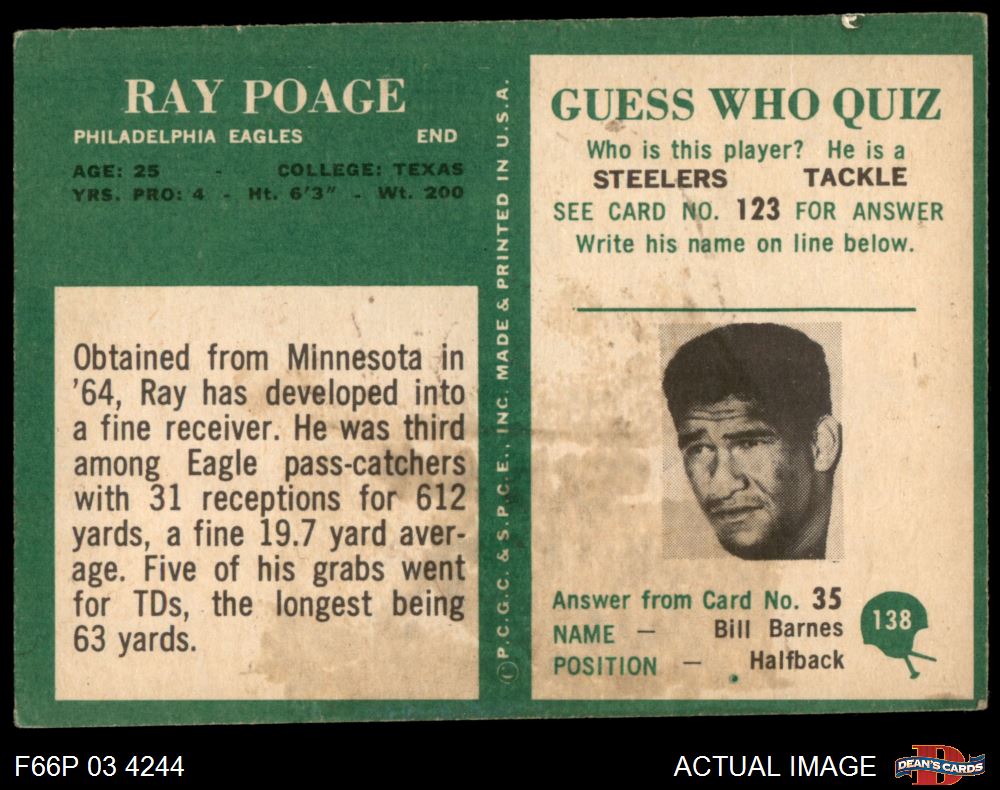 RAY POAGE
PHILADELPHIA EAGLES END
AGE: 25 - COLLEGE: TEXAS
YRS. PRO: 4 - Ht. 6'3" - Wt. 200
Obtained from Minnesota in
'64, Ray has developed into
a fine receiver. He was third
among Eagle pass-catchers
with 31 receptions for 612
yards, a fine 19.7 yard aver-
age. Five of his grabs went
for TDs, the longest being
63 yards.
© P.C.G.C. & S.P.C.E., INC. MADE & PRINTED IN U.S.A.
GUESS WHO QUIZ
Who is this player? He is a
STEELERS TACKLE
SEE CARD NO. 123 FOR ANSWER
Write his name on line below.
Answer from Card No. 35
NAME — Bill Barnes
POSITION — Halfback
138
F66P 03 4244
ACTUAL IMAGE
DEAN'S CARDS